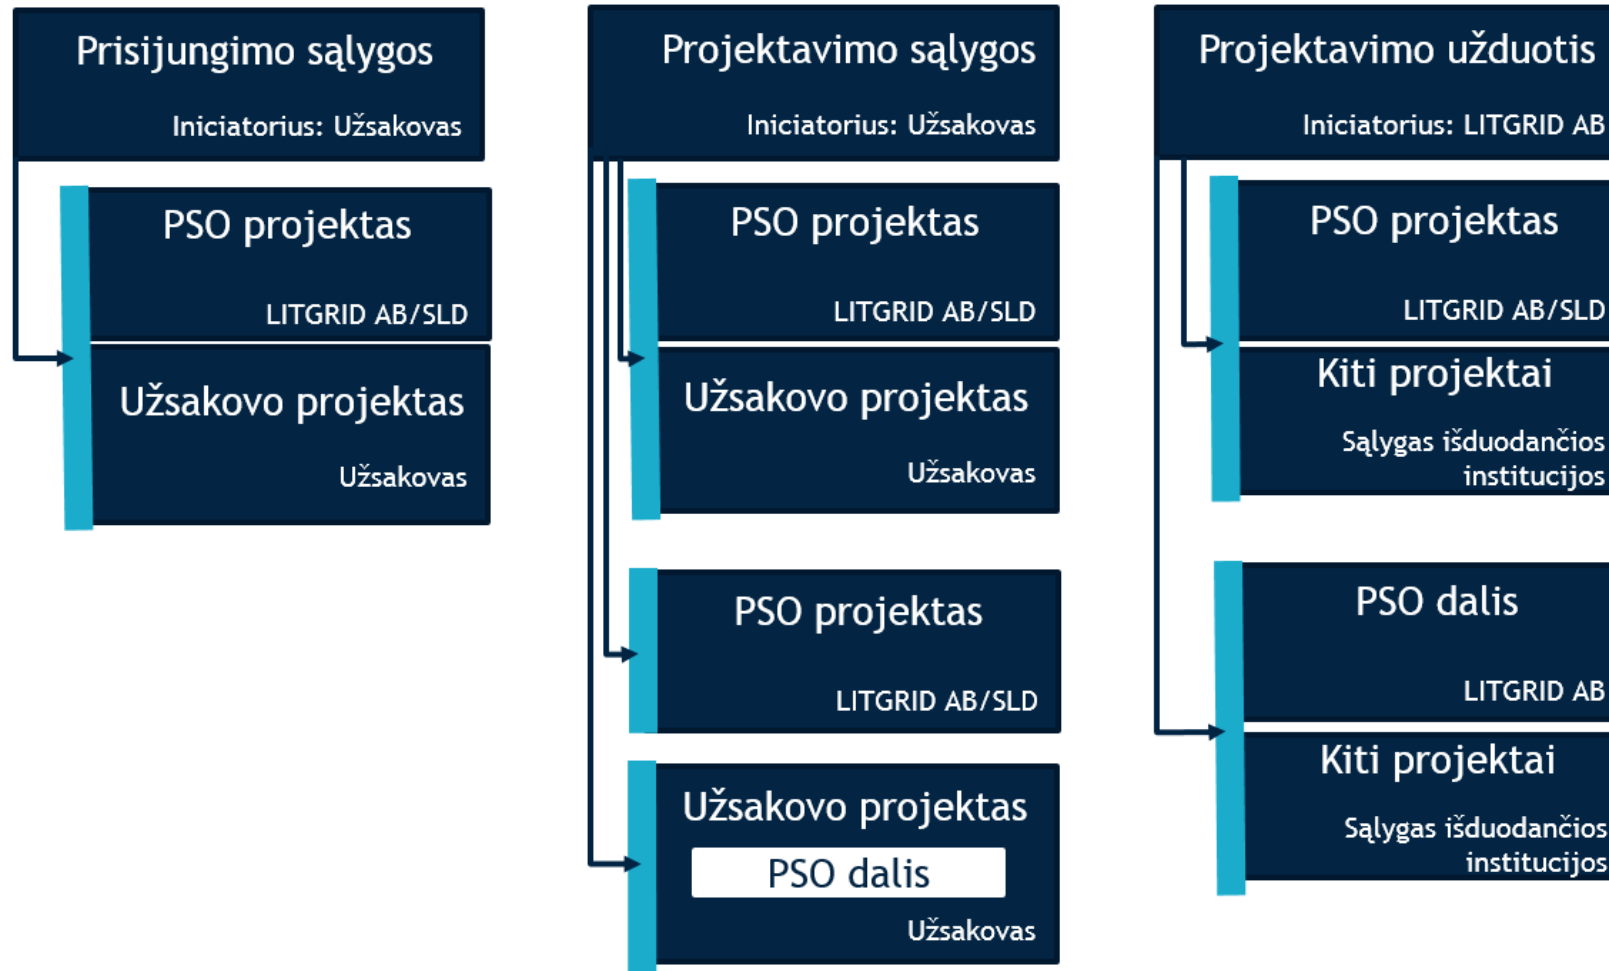 Prisijungimo sąlygos
Iniciatorius: Užsakovas
PSO projektas
LITGRID AB/SLD
Užsakovo projektas
Užsakovas
Projektavimo sąlygos
Iniciatorius: Užsakovas
PSO projektas
LITGRID AB/SLD
Užsakovo projektas
Užsakovas
PSO projektas
LITGRID AB/SLD
Užsakovo projektas
PSO dalis
Užsakovas
Projektavimo užduotis
Iniciatorius: LITGRID AB
PSO projektas
LITGRID AB/SLD
Kiti projektai
Sąlygas išduodančios
institucijos
PSO dalis
LITGRID AB
Kiti projektai
Sąlygas išduodančios
institucijos